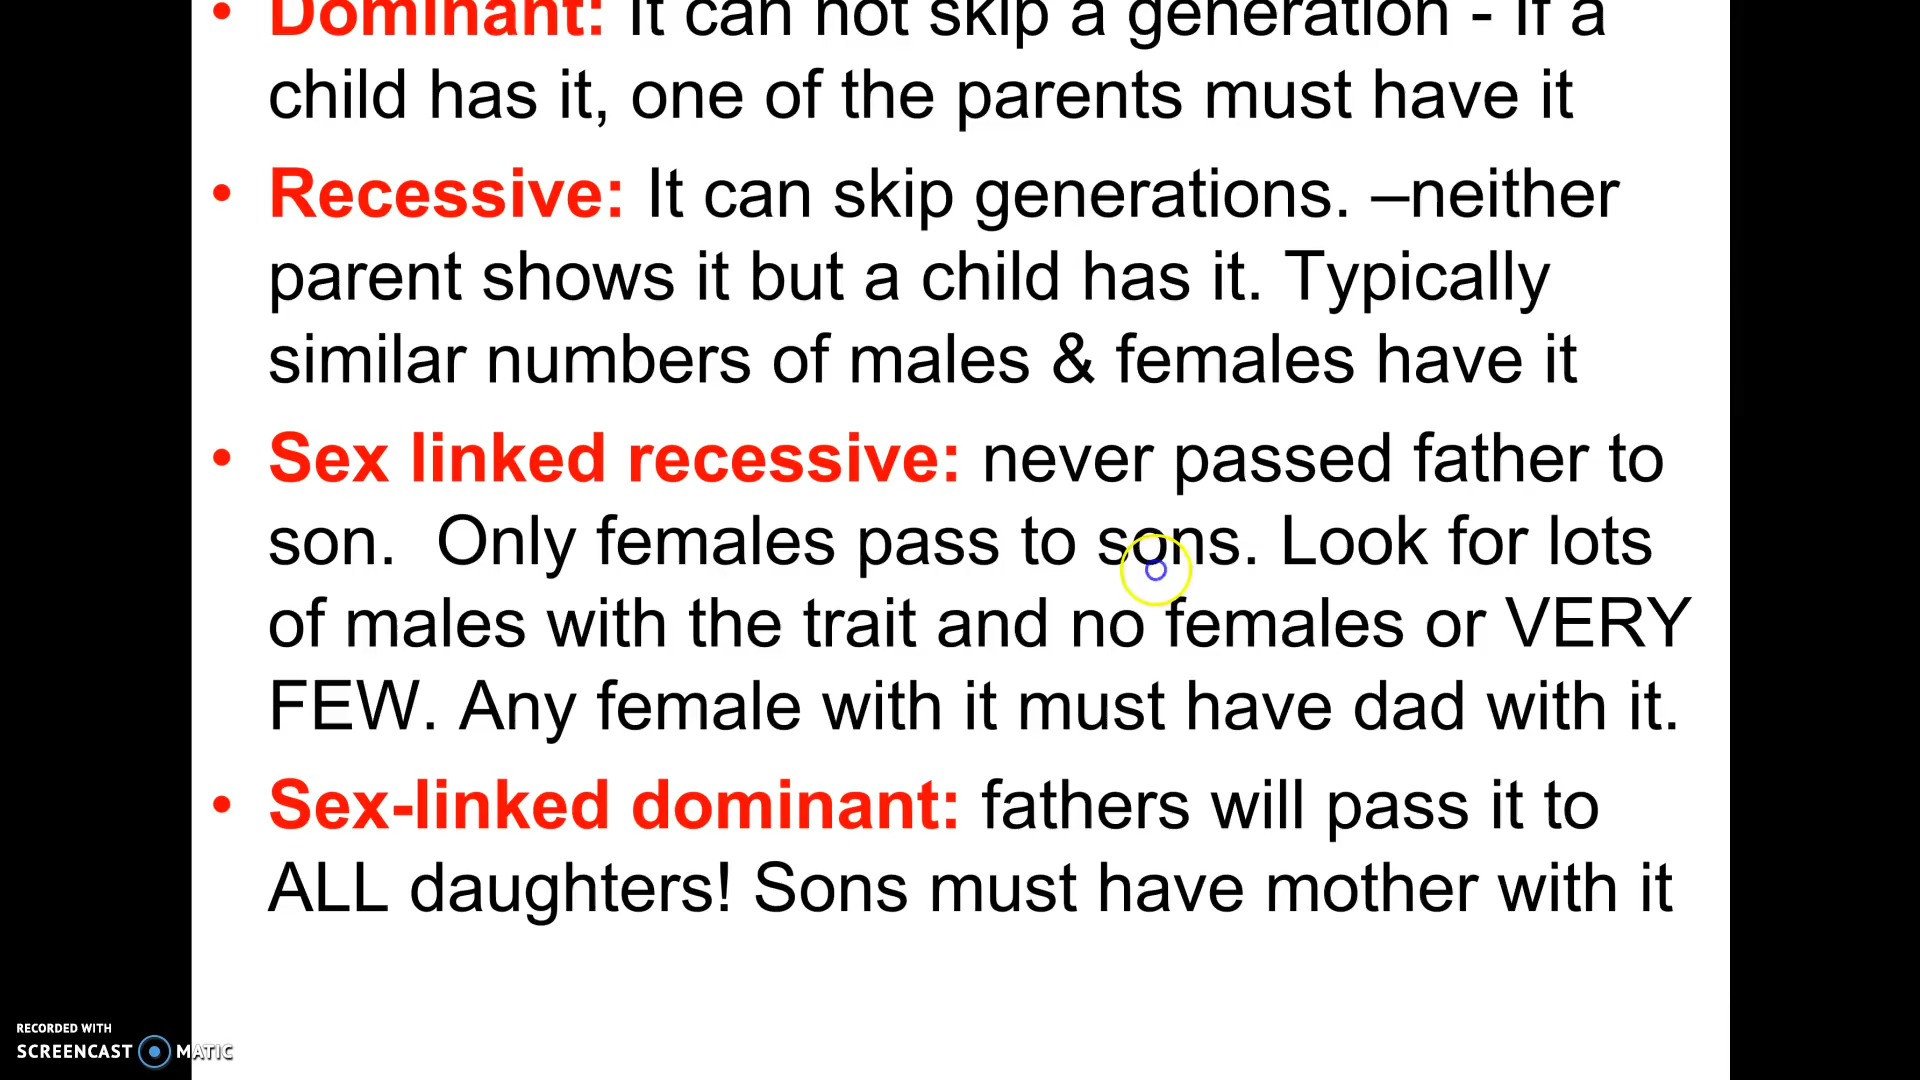 • Dominant: It can not skip a generation - If a
child has it, one of the parents must have it
• Recessive: It can skip generations. –neither
parent shows it but a child has it. Typically
similar numbers of males & females have it
• Sex linked recessive: never passed father to
son.  Only females pass to sons. Look for lots
of males with the trait and no females or VERY
FEW. Any female with it must have dad with it.
• Sex-linked dominant: fathers will pass it to
ALL daughters! Sons must have mother with it
RECORDED WITH
SCREENCAST MATIC